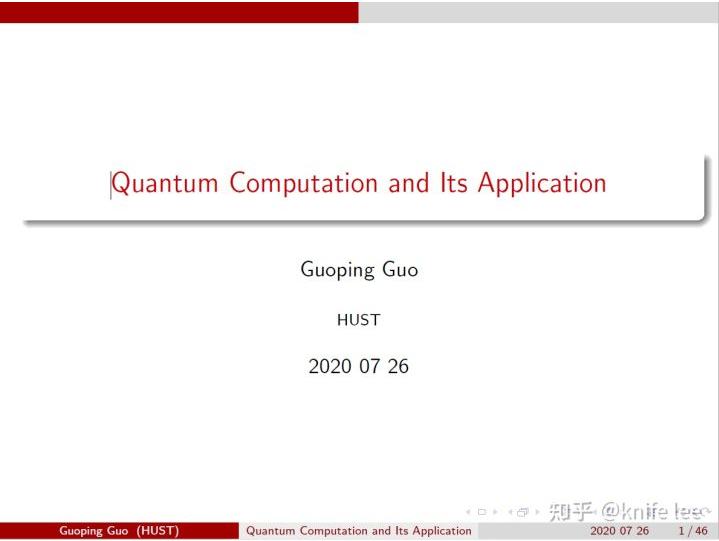 Quantum Computation and Its Application
Guoping Guo
HUST
2020 07 26
知乎 @knife lee
Guoping Guo (HUST) Quantum Computation and Its Application 2020 07 26 1 / 46